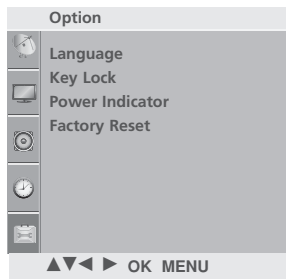 Option
Language
Key Lock
Power Indicator
Factory Reset
▲▼◄ ► OK MENU